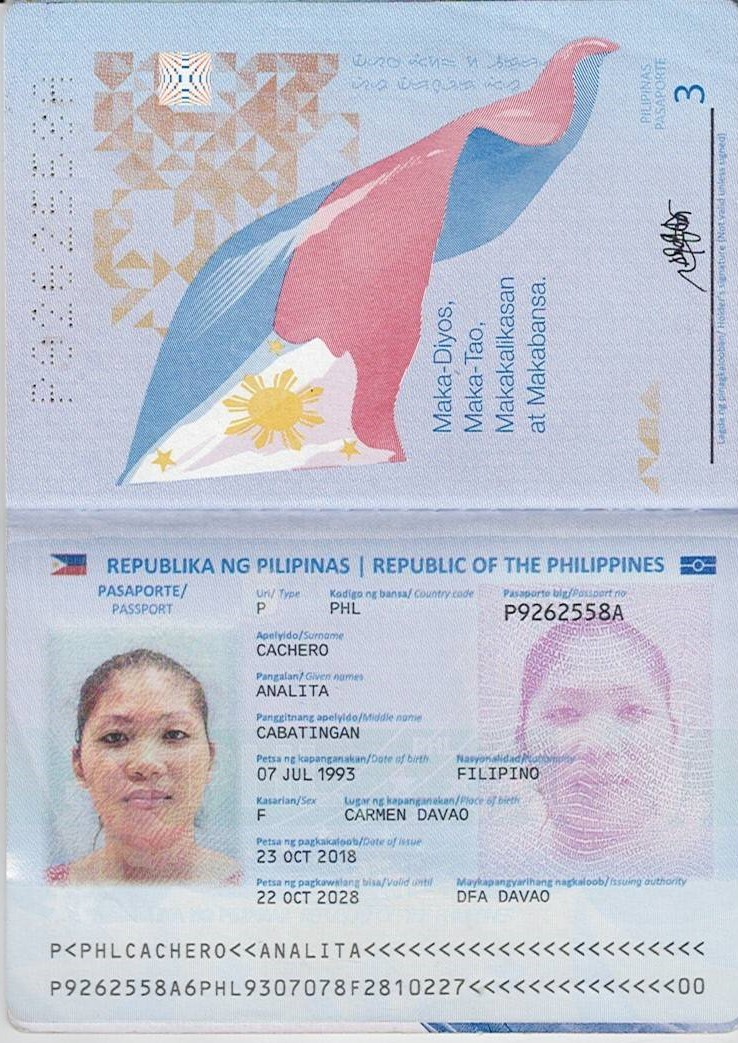 P9262558A
PILIPINAS
PASAPORTE
3
Maka-Diyos,
Maka-Tao,
Makakalikasan
at Makabansa.
Lagda ng pinagkalooban/ Holder's signature (Not valid unless signed)
REPUBLIKA NG PILIPINAS | REPUBLIC OF THE PHILIPPINES
PASAPORTE/
PASSPORT
Uri/ Type Kodigo ng bansa/ Country code Pasaporte blg/Passport no
P PHL P9262558A
Apelyido/Surname
CACHERO
Pangalan/Given names
ANALITA
Panggitnang apelyido/Middle name
CABATINGAN
Petsa ng kapanganakan/Date of birth Nasyonalidad/Nationality
07 JUL 1993 FILIPINO
Kasarian/Sex Lugar ng kapanganakan/Place of birth
F CARMEN DAVAO
Petsa ng pagkakaloob/Date of issue
23 OCT 2018
Petsa ng pagkawalang bisa/Valid until Maykapangyarihang nagkaloob/Issuing authority
22 OCT 2028 DFA DAVAO
P<PHLCACHERO<<ANALITA<<<<<<<<<<<<<<<<<<<<<<<
P9262558A6PHL9307078F2810227<<<<<<<<<<<<<<00